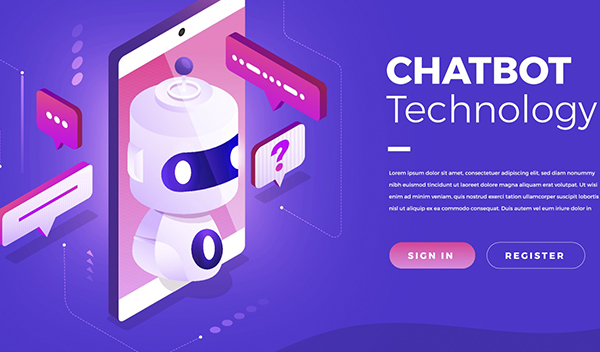 CHATBOT
Technology
Lorem ipsum dolor sit amet, consectetuer adipiscing elit, sed diam nonummy
nibh euismod tincidunt ut laoreet dolore magna aliquam erat volutpat. Ut wisi
enim ad minim veniam, quis nostrud exerci tation ullamcorper suscipit lobortis
nisl ut aliquip ex ea commodo consequat. Duis autem vel eum iriure dolor in
?
SIGN IN
REGISTER